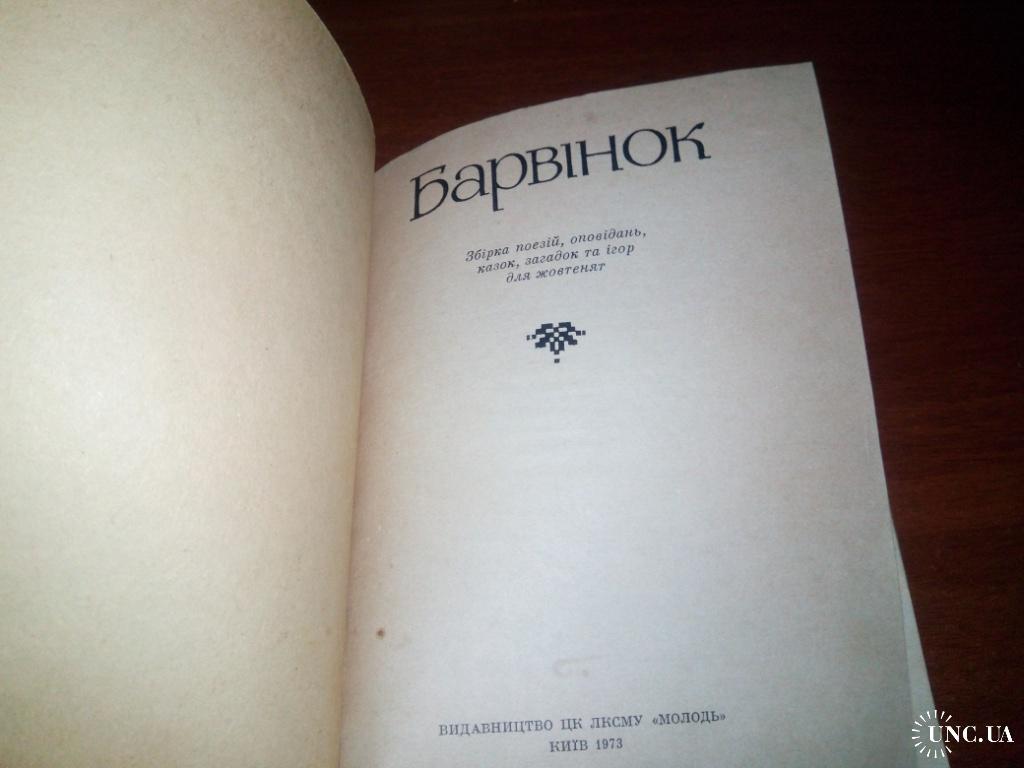 Барвінок
Збірка поезій, оповідань,
казок, загадок та ігор
для жовтенят
ВИДАВНИЦТВО ЦК ЛКСМУ «МОЛОДЬ»
КИЇВ 1973
UNC.UA